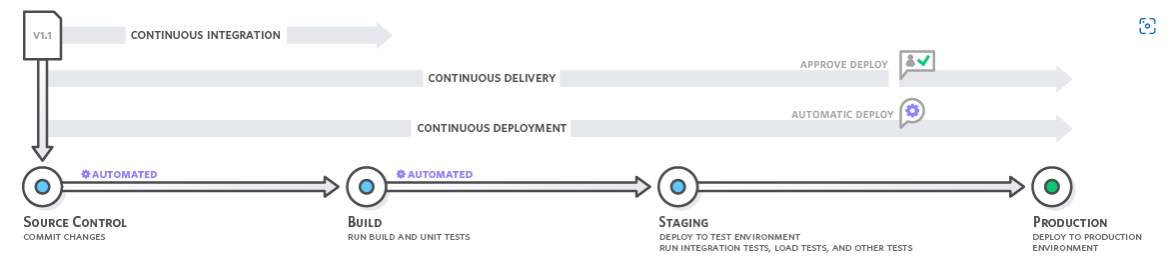 V1.1
CONTINUOUS INTEGRATION
CONTINUOUS DELIVERY
APPROVE DEPLOY
CONTINUOUS DEPLOYMENT
AUTOMATIC DEPLOY
AUTOMATED
AUTOMATED
SOURCE CONTROL
COMMIT CHANGES
BUILD
RUN BUILD AND UNIT TESTS
STAGING
DEPLOY TO TEST ENVIRONMENT
RUN INTEGRATION TESTS, LOAD TESTS, AND OTHER TESTS
PRODUCTION
DEPLOY TO PRODUCTION
ENVIRONMENT